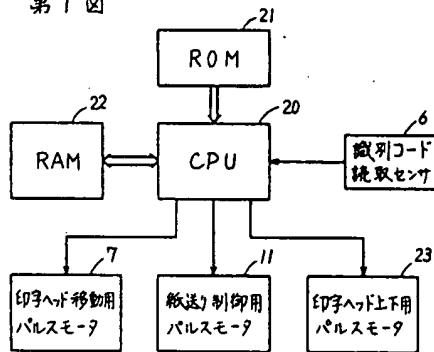 第1図
21
ROM
22
20
6
RAM
CPU
識別コード
読取センサ
7
11
23
印字ヘッド移動用
パルスモータ
紙送り制御用
パルスモータ
印字ヘッド上下用
パルスモータ